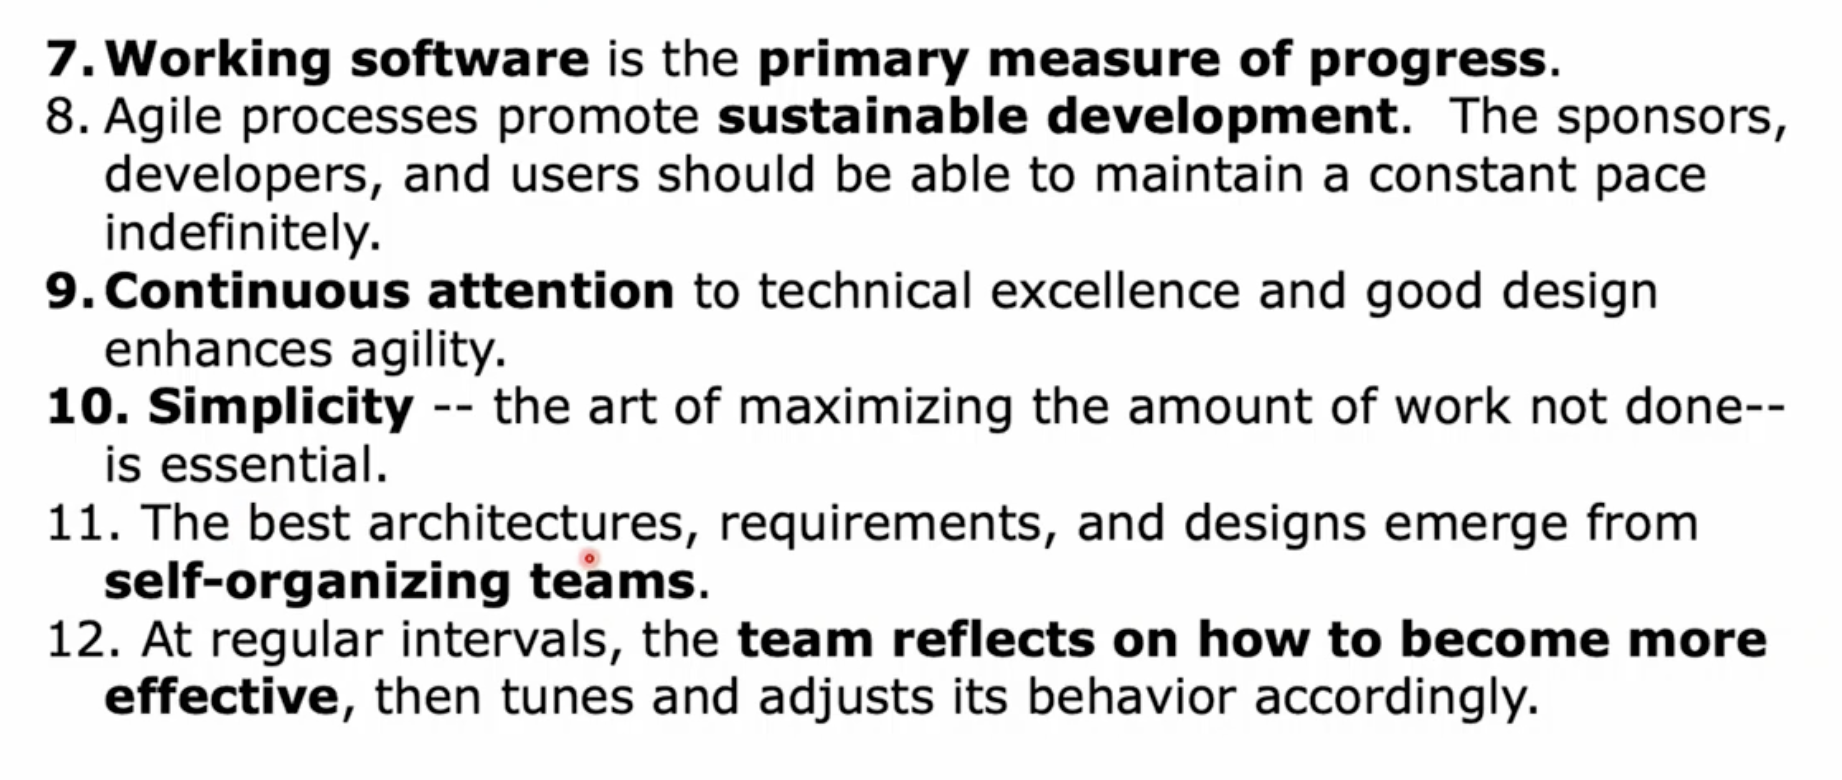 7. Working software is the primary measure of progress.
8. Agile processes promote sustainable development. The sponsors,
developers, and users should be able to maintain a constant pace
indefinitely.
9. Continuous attention to technical excellence and good design
enhances agility.
10. Simplicity -- the art of maximizing the amount of work not done--
is essential.
11. The best architectures, requirements, and designs emerge from
self-organizing teams.
12. At regular intervals, the team reflects on how to become more
effective, then tunes and adjusts its behavior accordingly.